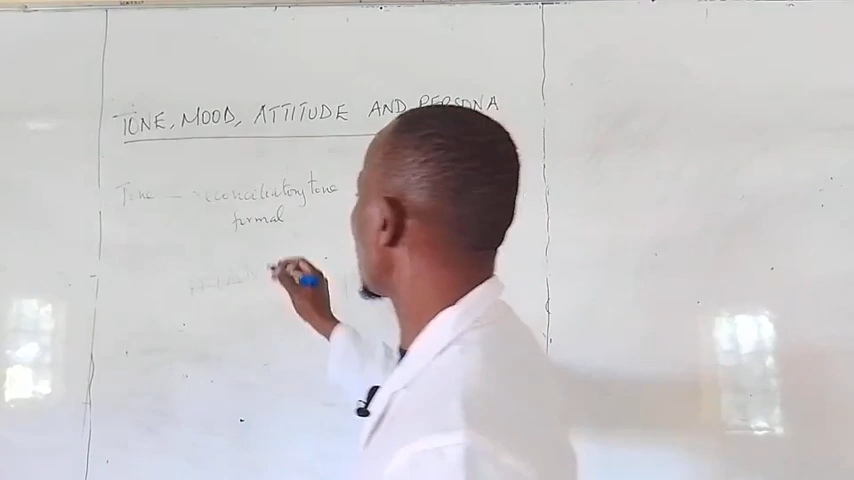 TONE, MOOD, ATTITUDE AND PERSONA
Tone — reconciliatory tone
formal